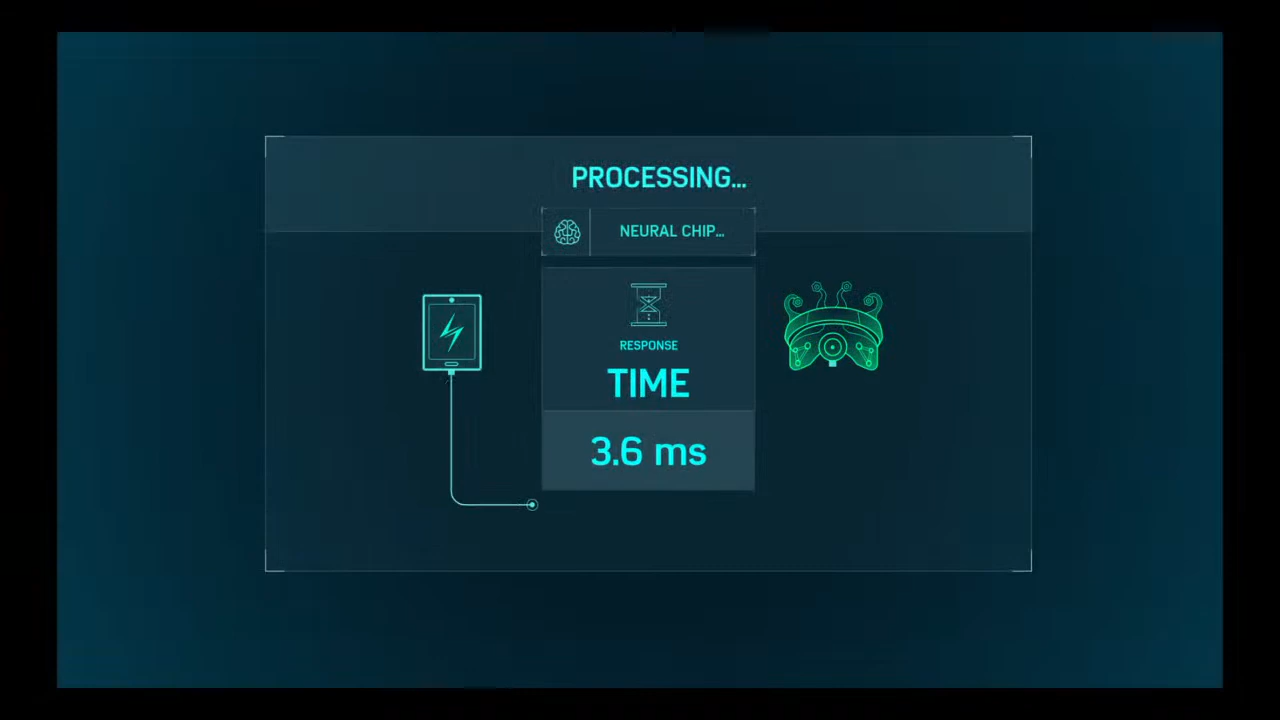 PROCESSING...
NEURAL CHIP...
RESPONSE
TIME
3.6 ms